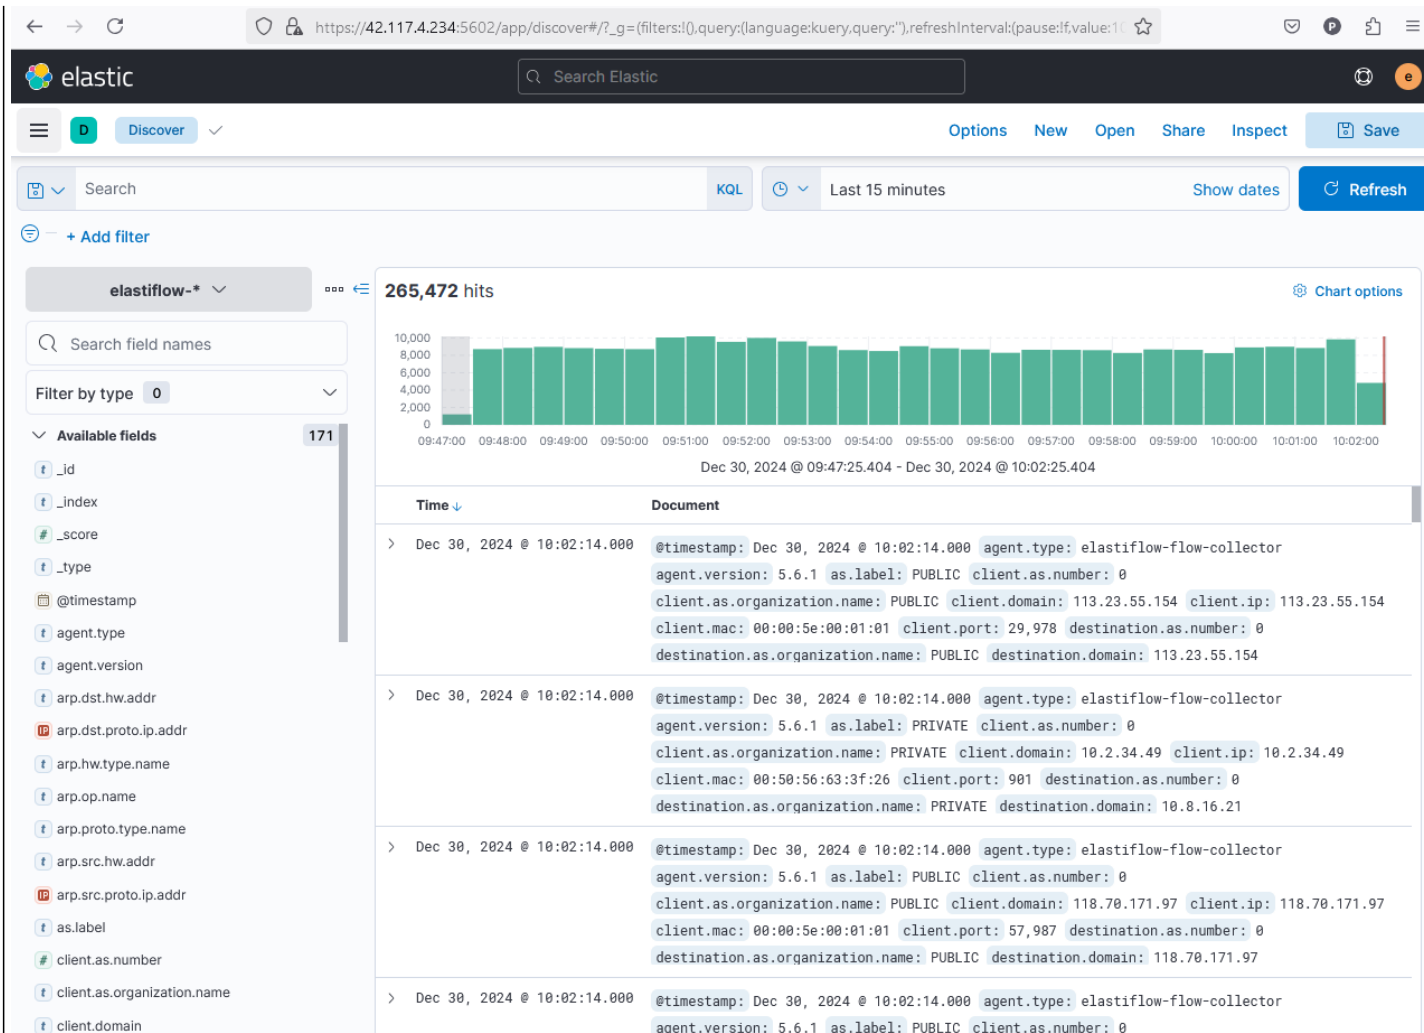 https://42.117.4.234:5602/app/discover#/?_g=(filters:!(),query:(language:kuery,query:''),refreshInterval:(pause:!f,value:10
P
elastic
Search Elastic
e
D
Discover
Options
New
Open
Share
Inspect
Save
Search
KQL
Last 15 minutes
Show dates
Refresh
+ Add filter
elastiflow-*
265,472 hits
Chart options
Search field names
Filter by type 0
Available fields 171
t _id
t _index
# _score
t _type
@timestamp
t agent.type
t agent.version
t arp.dst.hw.addr
IP arp.dst.proto.ip.addr
t arp.hw.type.name
t arp.op.name
t arp.proto.type.name
t arp.src.hw.addr
IP arp.src.proto.ip.addr
t as.label
# client.as.number
t client.as.organization.name
t client.domain
10,000
8,000
6,000
4,000
2,000
0
09:47:00 09:48:00 09:49:00 09:50:00 09:51:00 09:52:00 09:53:00 09:54:00 09:55:00 09:56:00 09:57:00 09:58:00 09:59:00 10:00:00 10:01:00 10:02:00
Dec 30, 2024 @ 09:47:25.404 - Dec 30, 2024 @ 10:02:25.404
Time Document
Dec 30, 2024 @ 10:02:14.000 @timestamp: Dec 30, 2024 @ 10:02:14.000 agent.type: elastiflow-flow-collector
agent.version: 5.6.1 as.label: PUBLIC client.as.number: 0
client.as.organization.name: PUBLIC client.domain: 113.23.55.154 client.ip: 113.23.55.154
client.mac: 00:00:5e:00:01:01 client.port: 29,978 destination.as.number: 0
destination.as.organization.name: PUBLIC destination.domain: 113.23.55.154
Dec 30, 2024 @ 10:02:14.000 @timestamp: Dec 30, 2024 @ 10:02:14.000 agent.type: elastiflow-flow-collector
agent.version: 5.6.1 as.label: PRIVATE client.as.number: 0
client.as.organization.name: PRIVATE client.domain: 10.2.34.49 client.ip: 10.2.34.49
client.mac: 00:50:56:63:3f:26 client.port: 901 destination.as.number: 0
destination.as.organization.name: PRIVATE destination.domain: 10.8.16.21
Dec 30, 2024 @ 10:02:14.000 @timestamp: Dec 30, 2024 @ 10:02:14.000 agent.type: elastiflow-flow-collector
agent.version: 5.6.1 as.label: PUBLIC client.as.number: 0
client.as.organization.name: PUBLIC client.domain: 118.70.171.97 client.ip: 118.70.171.97
client.mac: 00:00:5e:00:01:01 client.port: 57,987 destination.as.number: 0
destination.as.organization.name: PUBLIC destination.domain: 118.70.171.97
Dec 30, 2024 @ 10:02:14.000 @timestamp: Dec 30, 2024 @ 10:02:14.000 agent.type: elastiflow-flow-collector
agent.version: 5.6.1 as.label: PUBLIC client.as.number: 0